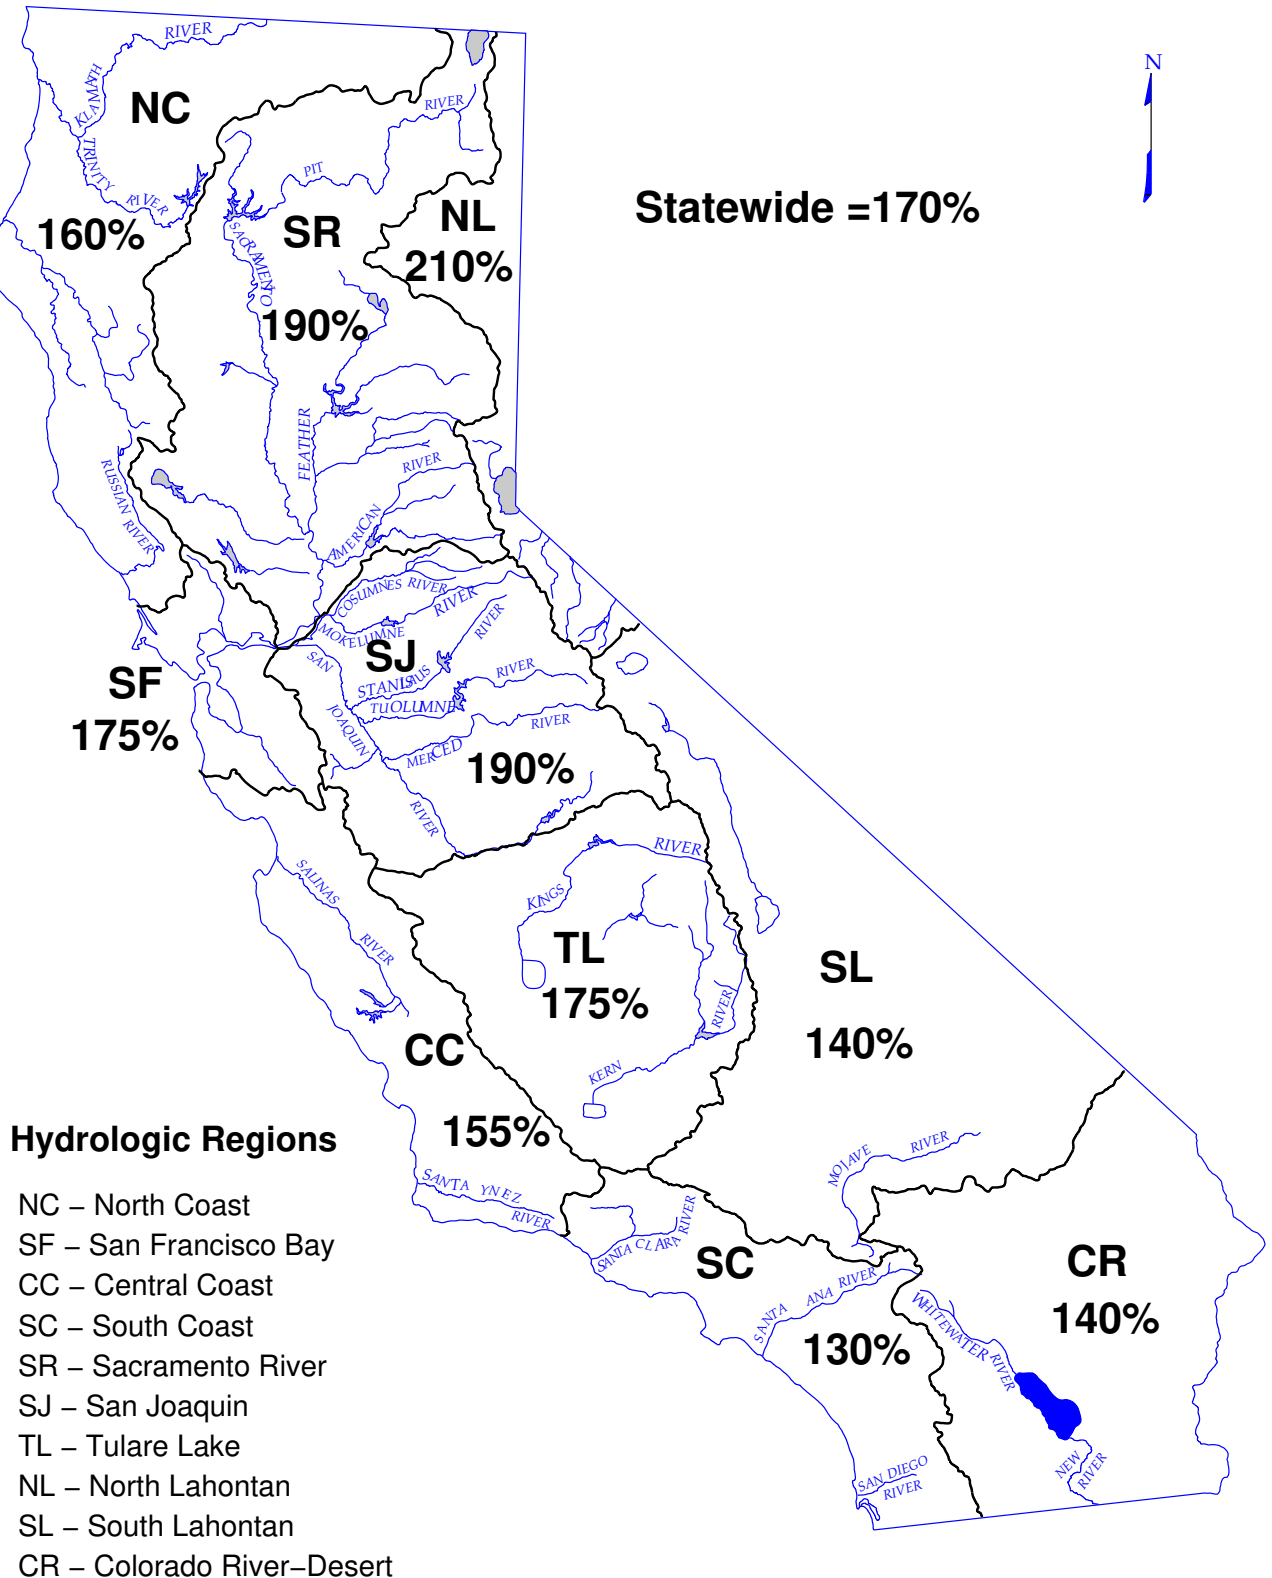 N
RIVER
KLAMATH
NC
RIVER
TRINITY
RIVER
PIT
160%
SR
NL
210%
Statewide =170%
SACRAMENTO
190%
FEATHER
RIVER
AMERICAN
RUSSIAN RIVER
COSUMNES RIVER
MOKELUMNE
RIVER
SAN
SJ
STANISLAUS
RIVER
SF
175%
TUOLUMNE
RIVER
JOAQUIN
MERCED
RIVER
190%
RIVER
RIVER
SALINAS
KINGS
RIVER
TL
175%
SL
140%
RIVER
KERN
CC
155%
Hydrologic Regions
MOJAVE
RIVER
SANTA YNEZ
RIVER
SANTA CLARA
RIVER
SC
CR
140%
SANTA
ANA RIVER
130%
WHITEWATER
RIVER
SAN DIEGO
RIVER
NEW
RIVER
NC – North Coast
SF – San Francisco Bay
CC – Central Coast
SC – South Coast
SR – Sacramento River
SJ – San Joaquin
TL – Tulare Lake
NL – North Lahontan
SL – South Lahontan
CR – Colorado River–Desert